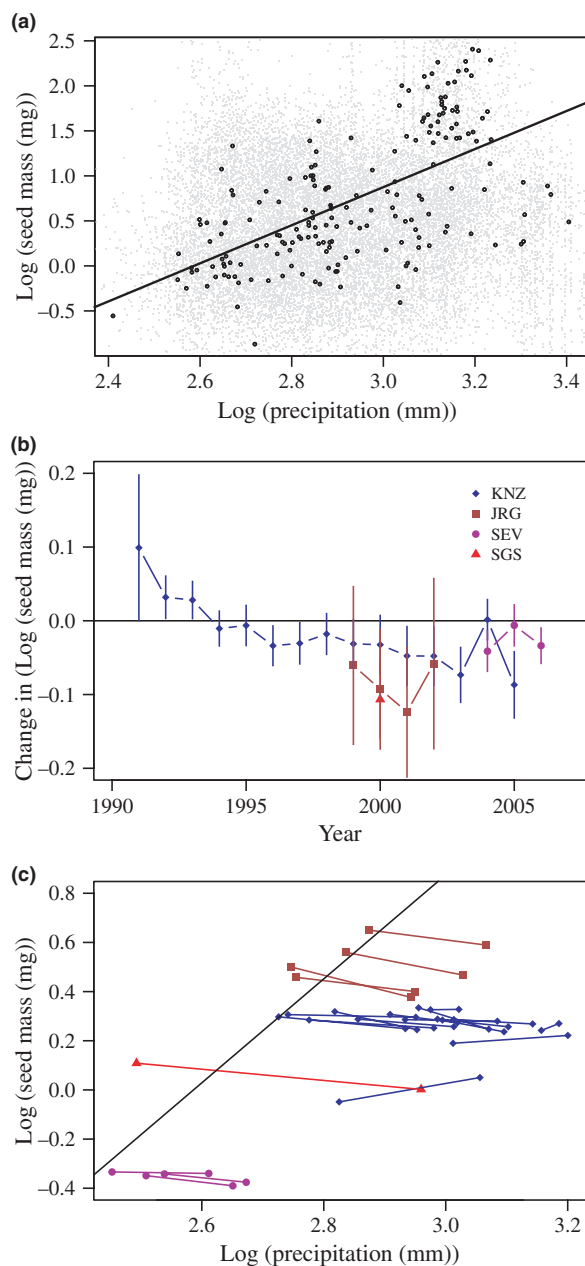 (a)
2.5
2.0
1.5
1.0
0.5
0.0
−0.5
Log (seed mass (mg))
2.4 2.6 2.8 3.0 3.2 3.4
Log (precipitation (mm))
(b)
0.2
0.1
0.0
−0.1
−0.2
Change in (Log (seed mass (mg))
KNZ
JRG
SEV
SGS
1990 1995 2000 2005
Year
(c)
0.8
0.6
0.4
0.2
0.0
−0.2
−0.4
Log (seed mass (mg))
2.6 2.8 3.0 3.2
Log (precipitation (mm))